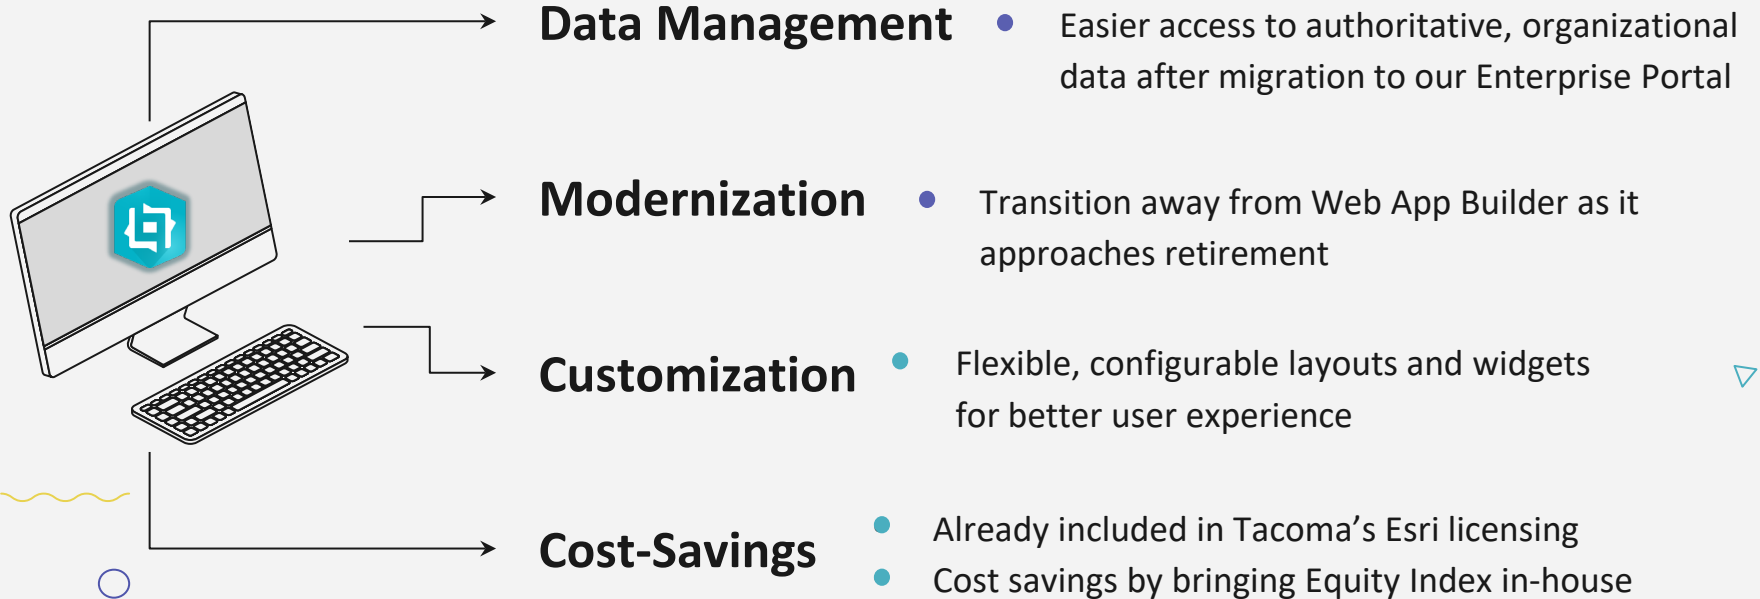 Data Management
• Easier access to authoritative, organizational
data after migration to our Enterprise Portal
Modernization
• Transition away from Web App Builder as it
approaches retirement
Customization
• Flexible, configurable layouts and widgets
for better user experience
Cost-Savings
• Already included in Tacoma’s Esri licensing
• Cost savings by bringing Equity Index in-house